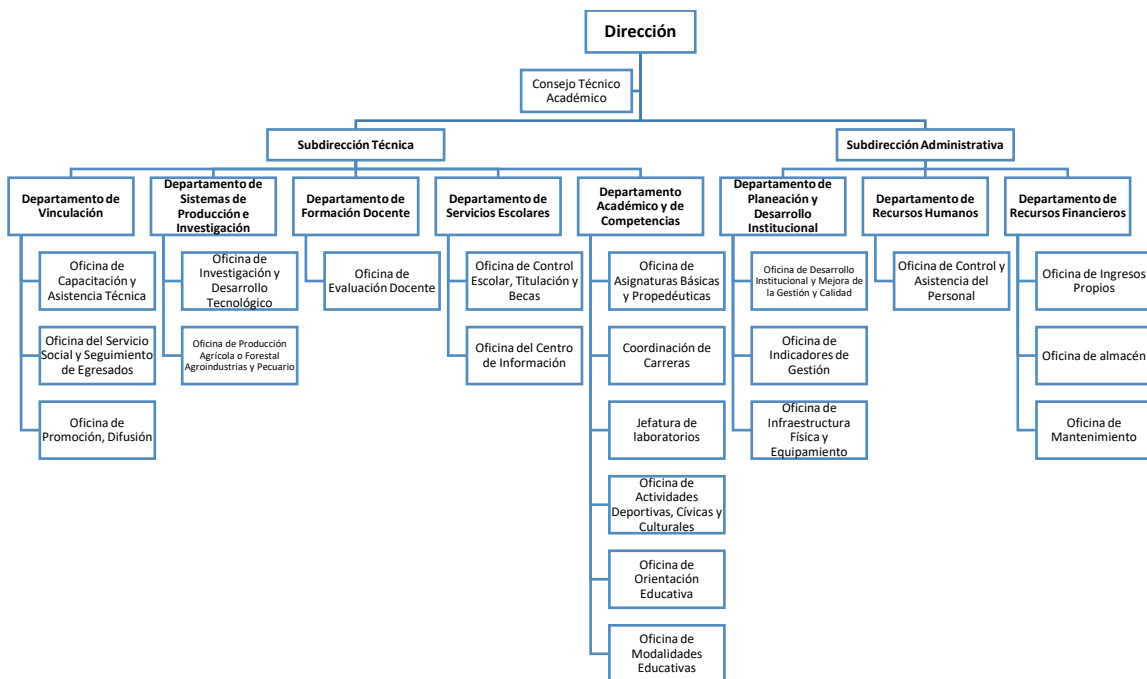 Dirección
Consejo Técnico
Académico
Subdirección Técnica
Subdirección Administrativa
Departamento de
Vinculación
Departamento de
Sistemas de
Producción e
Investigación
Departamento de
Formación Docente
Departamento de
Servicios Escolares
Departamento
Académico y de
Competencias
Departamento de
Planeación y
Desarrollo
Institucional
Departamento de
Recursos Humanos
Departamento de
Recursos Financieros
Oficina de
Capacitación y
Asistencia Técnica
Oficina de
Investigación y
Desarrollo
Tecnológico
Oficina de
Evaluación Docente
Oficina de Control
Escolar, Titulación y
Becas
Oficina de
Asignaturas Básicas
y Propedéuticas
Oficina de Desarrollo
Institucional y Mejora de
la Gestión y Calidad
Oficina de Control y
Asistencia del
Personal
Oficina de Ingresos
Propios
Oficina del Servicio
Social y Seguimiento
de Egresados
Oficina de Producción
Agrícola o Forestal
Agroindustrias y Pecuario
Oficina del Centro
de Información
Coordinación de
Carreras
Oficina de
Indicadores de
Gestión
Oficina de almacén
Oficina de
Promoción, Difusión
Jefatura de
laboratorios
Oficina de
Infraestructura
Física y
Equipamiento
Oficina de
Mantenimiento
Oficina de
Actividades
Deportivas, Cívicas y
Culturales
Oficina de
Orientación
Educativa
Oficina de
Modalidades
Educativas